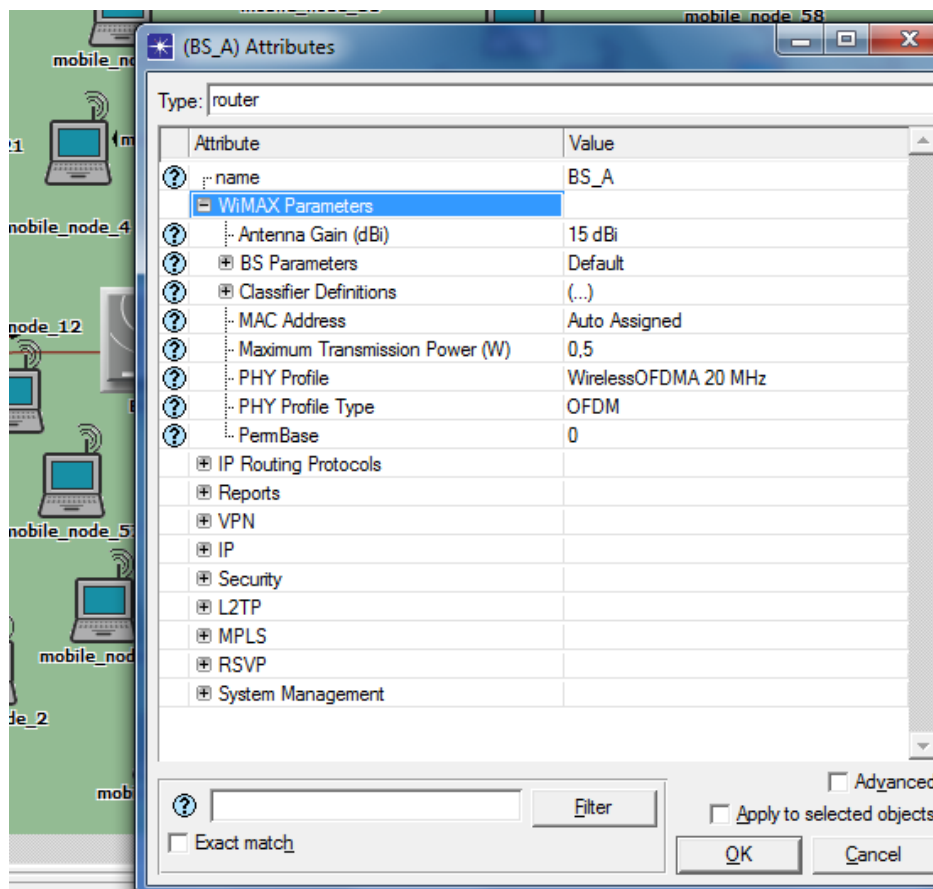 mobile_node_58
mobile_no
(BS_A) Attributes
Type: router
Attribute Value
21
m
name BS_A
WiMAX Parameters
mobile_node_4
Antenna Gain (dBi) 15 dBi
BS Parameters Default
Classifier Definitions (...)
node_12
MAC Address Auto Assigned
Maximum Transmission Power (W) 0,5
PHY Profile WirelessOFDMA 20 MHz
PHY Profile Type OFDM
PermBase 0
IP Routing Protocols
Reports
mobile_node_5
VPN
IP
Security
L2TP
MPLS
mobile_nod
RSVP
System Management
de_2
Advanced
mob
Filter
Apply to selected objects
Exact match
OK
Cancel